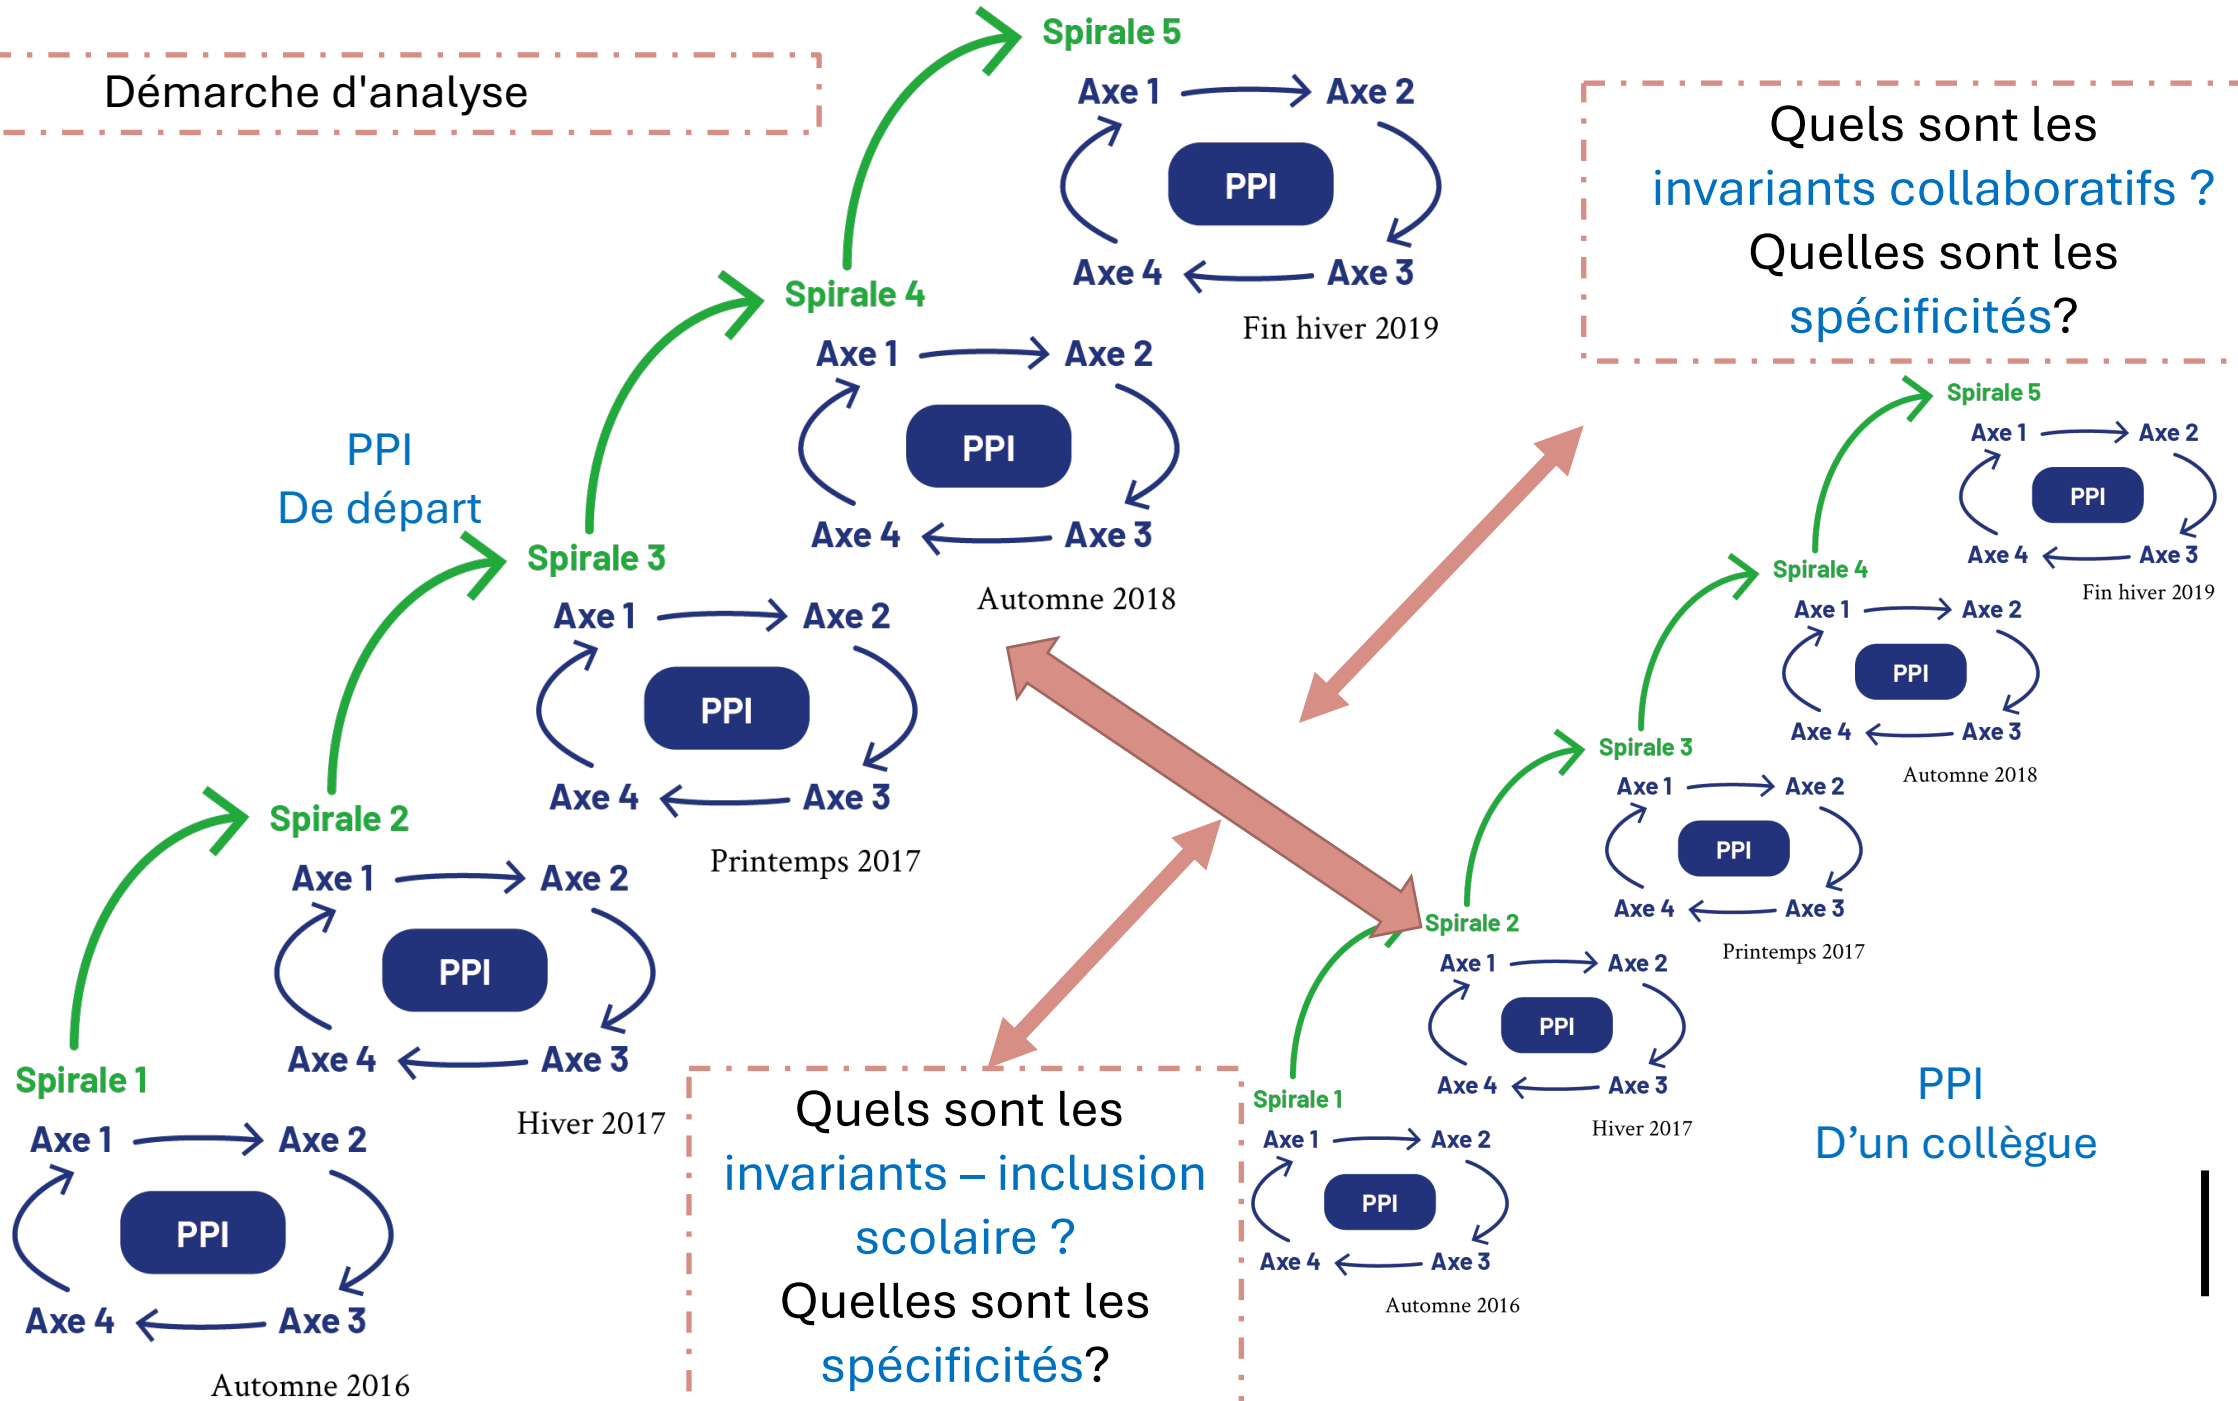 Démarche d'analyse
Spirale 5
Axe 1
Axe 2
PPI
Axe 4
Axe 3
Fin hiver 2019
Spirale 4
Axe 1
Axe 2
PPI
Axe 4
Axe 3
Automne 2018
PPI
De départ
Spirale 3
Axe 1
Axe 2
PPI
Axe 4
Axe 3
Printemps 2017
Spirale 2
Axe 1
Axe 2
PPI
Axe 4
Axe 3
Hiver 2017
Spirale 1
Axe 1
Axe 2
PPI
Axe 4
Axe 3
Automne 2016
Quels sont les
invariants collaboratifs ?
Quelles sont les
spécificités?
Quels sont les
invariants – inclusion
scolaire ?
Quelles sont les
spécificités?
Spirale 5
Axe 1
Axe 2
PPI
Axe 4
Axe 3
Fin hiver 2019
Spirale 4
Axe 1
Axe 2
PPI
Axe 4
Axe 3
Automne 2018
Spirale 3
Axe 1
Axe 2
PPI
Axe 4
Axe 3
Printemps 2017
Spirale 2
Axe 1
Axe 2
PPI
Axe 4
Axe 3
Hiver 2017
Spirale 1
Axe 1
Axe 2
PPI
Axe 4
Axe 3
Automne 2016
PPI
D’un collègue